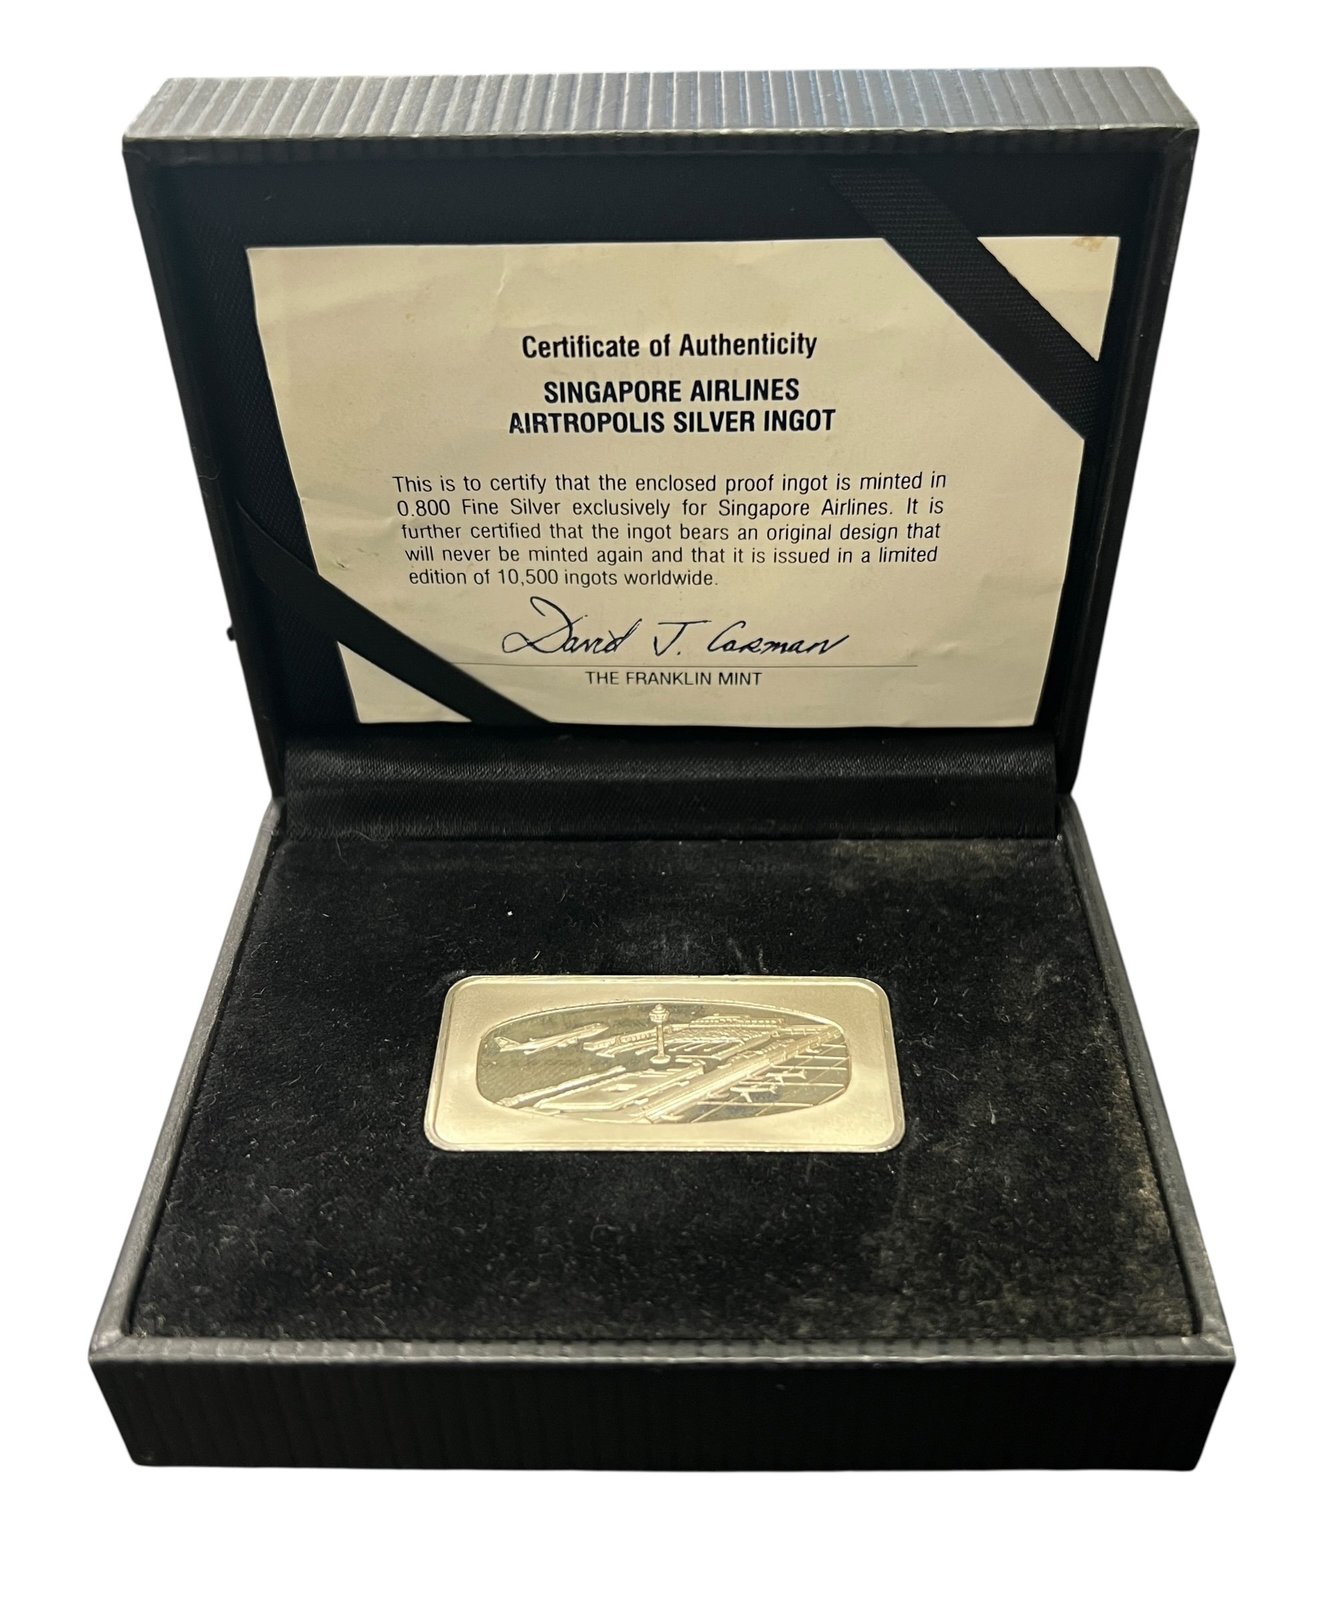 Certificate of Authenticity
SINGAPORE AIRLINES
AIRTROPOLIS SILVER INGOT
This is to certify that the enclosed proof ingot is minted in
0.800 Fine Silver exclusively for Singapore Airlines. It is
further certified that the ingot bears an original design that
will never be minted again and that it is issued in a limited
edition of 10,500 ingots worldwide.
David J. Carman
THE FRANKLIN MINT